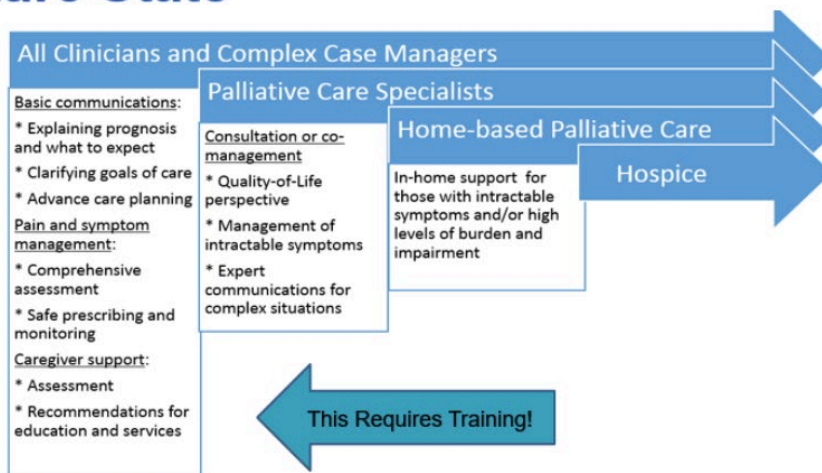 All Clinicians and Complex Case Managers
Basic communications:
* Explaining prognosis
and what to expect
* Clarifying goals of care
* Advance care planning
Pain and symptom
management:
* Comprehensive
assessment
* Safe prescribing and
monitoring
Caregiver support:
* Assessment
* Recommendations for
education and services
Palliative Care Specialists
Consultation or co-
management
* Quality-of-Life
perspective
* Management of
intractable symptoms
* Expert
communications for
complex situations
Home-based Palliative Care
In-home support for
those with intractable
symptoms and/or high
levels of burden and
impairment
Hospice
This Requires Training!